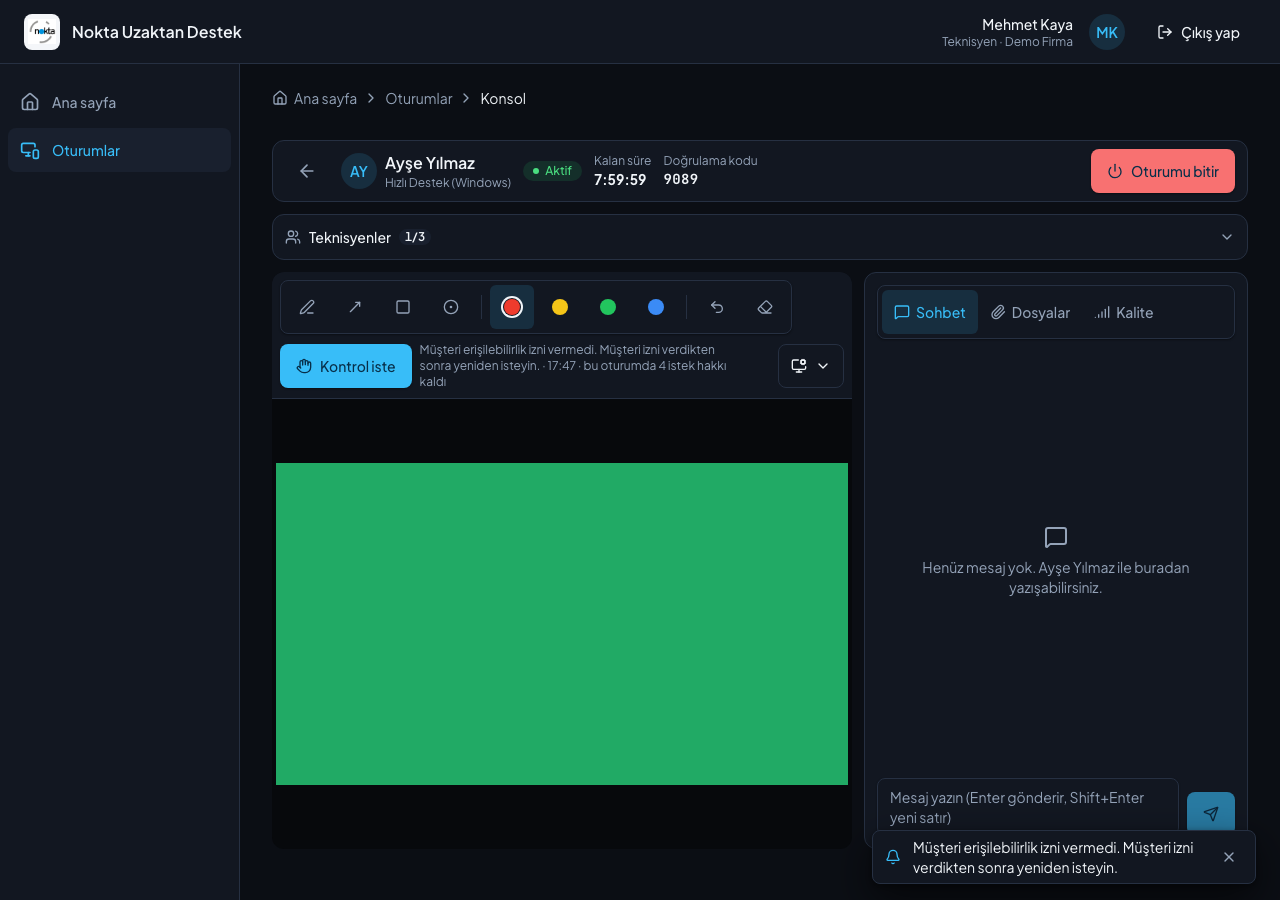 nokta
Nokta Uzaktan Destek
Mehmet Kaya
Teknisyen · Demo Firma
MK
Çıkış yap
Ana sayfa
Oturumlar
Ana sayfa
Oturumlar
Konsol
AY
Ayşe Yılmaz
Hızlı Destek (Windows)
Aktif
Kalan süre
7:59:59
Doğrulama kodu
9089
Oturumu bitir
Teknisyenler
1/3
Sohbet
Dosyalar
Kalite
Kontrol iste
Müşteri erişilebilirlik izni vermedi. Müşteri izni verdikten
sonra yeniden isteyin. · 17:47 · bu oturumda 4 istek hakkı
kaldı
Henüz mesaj yok. Ayşe Yılmaz ile buradan
yazışabilirsiniz.
Mesaj yazın (Enter gönderir, Shift+Enter
yeni satır)
Müşteri erişilebilirlik izni vermedi. Müşteri izni
verdikten sonra yeniden isteyin.